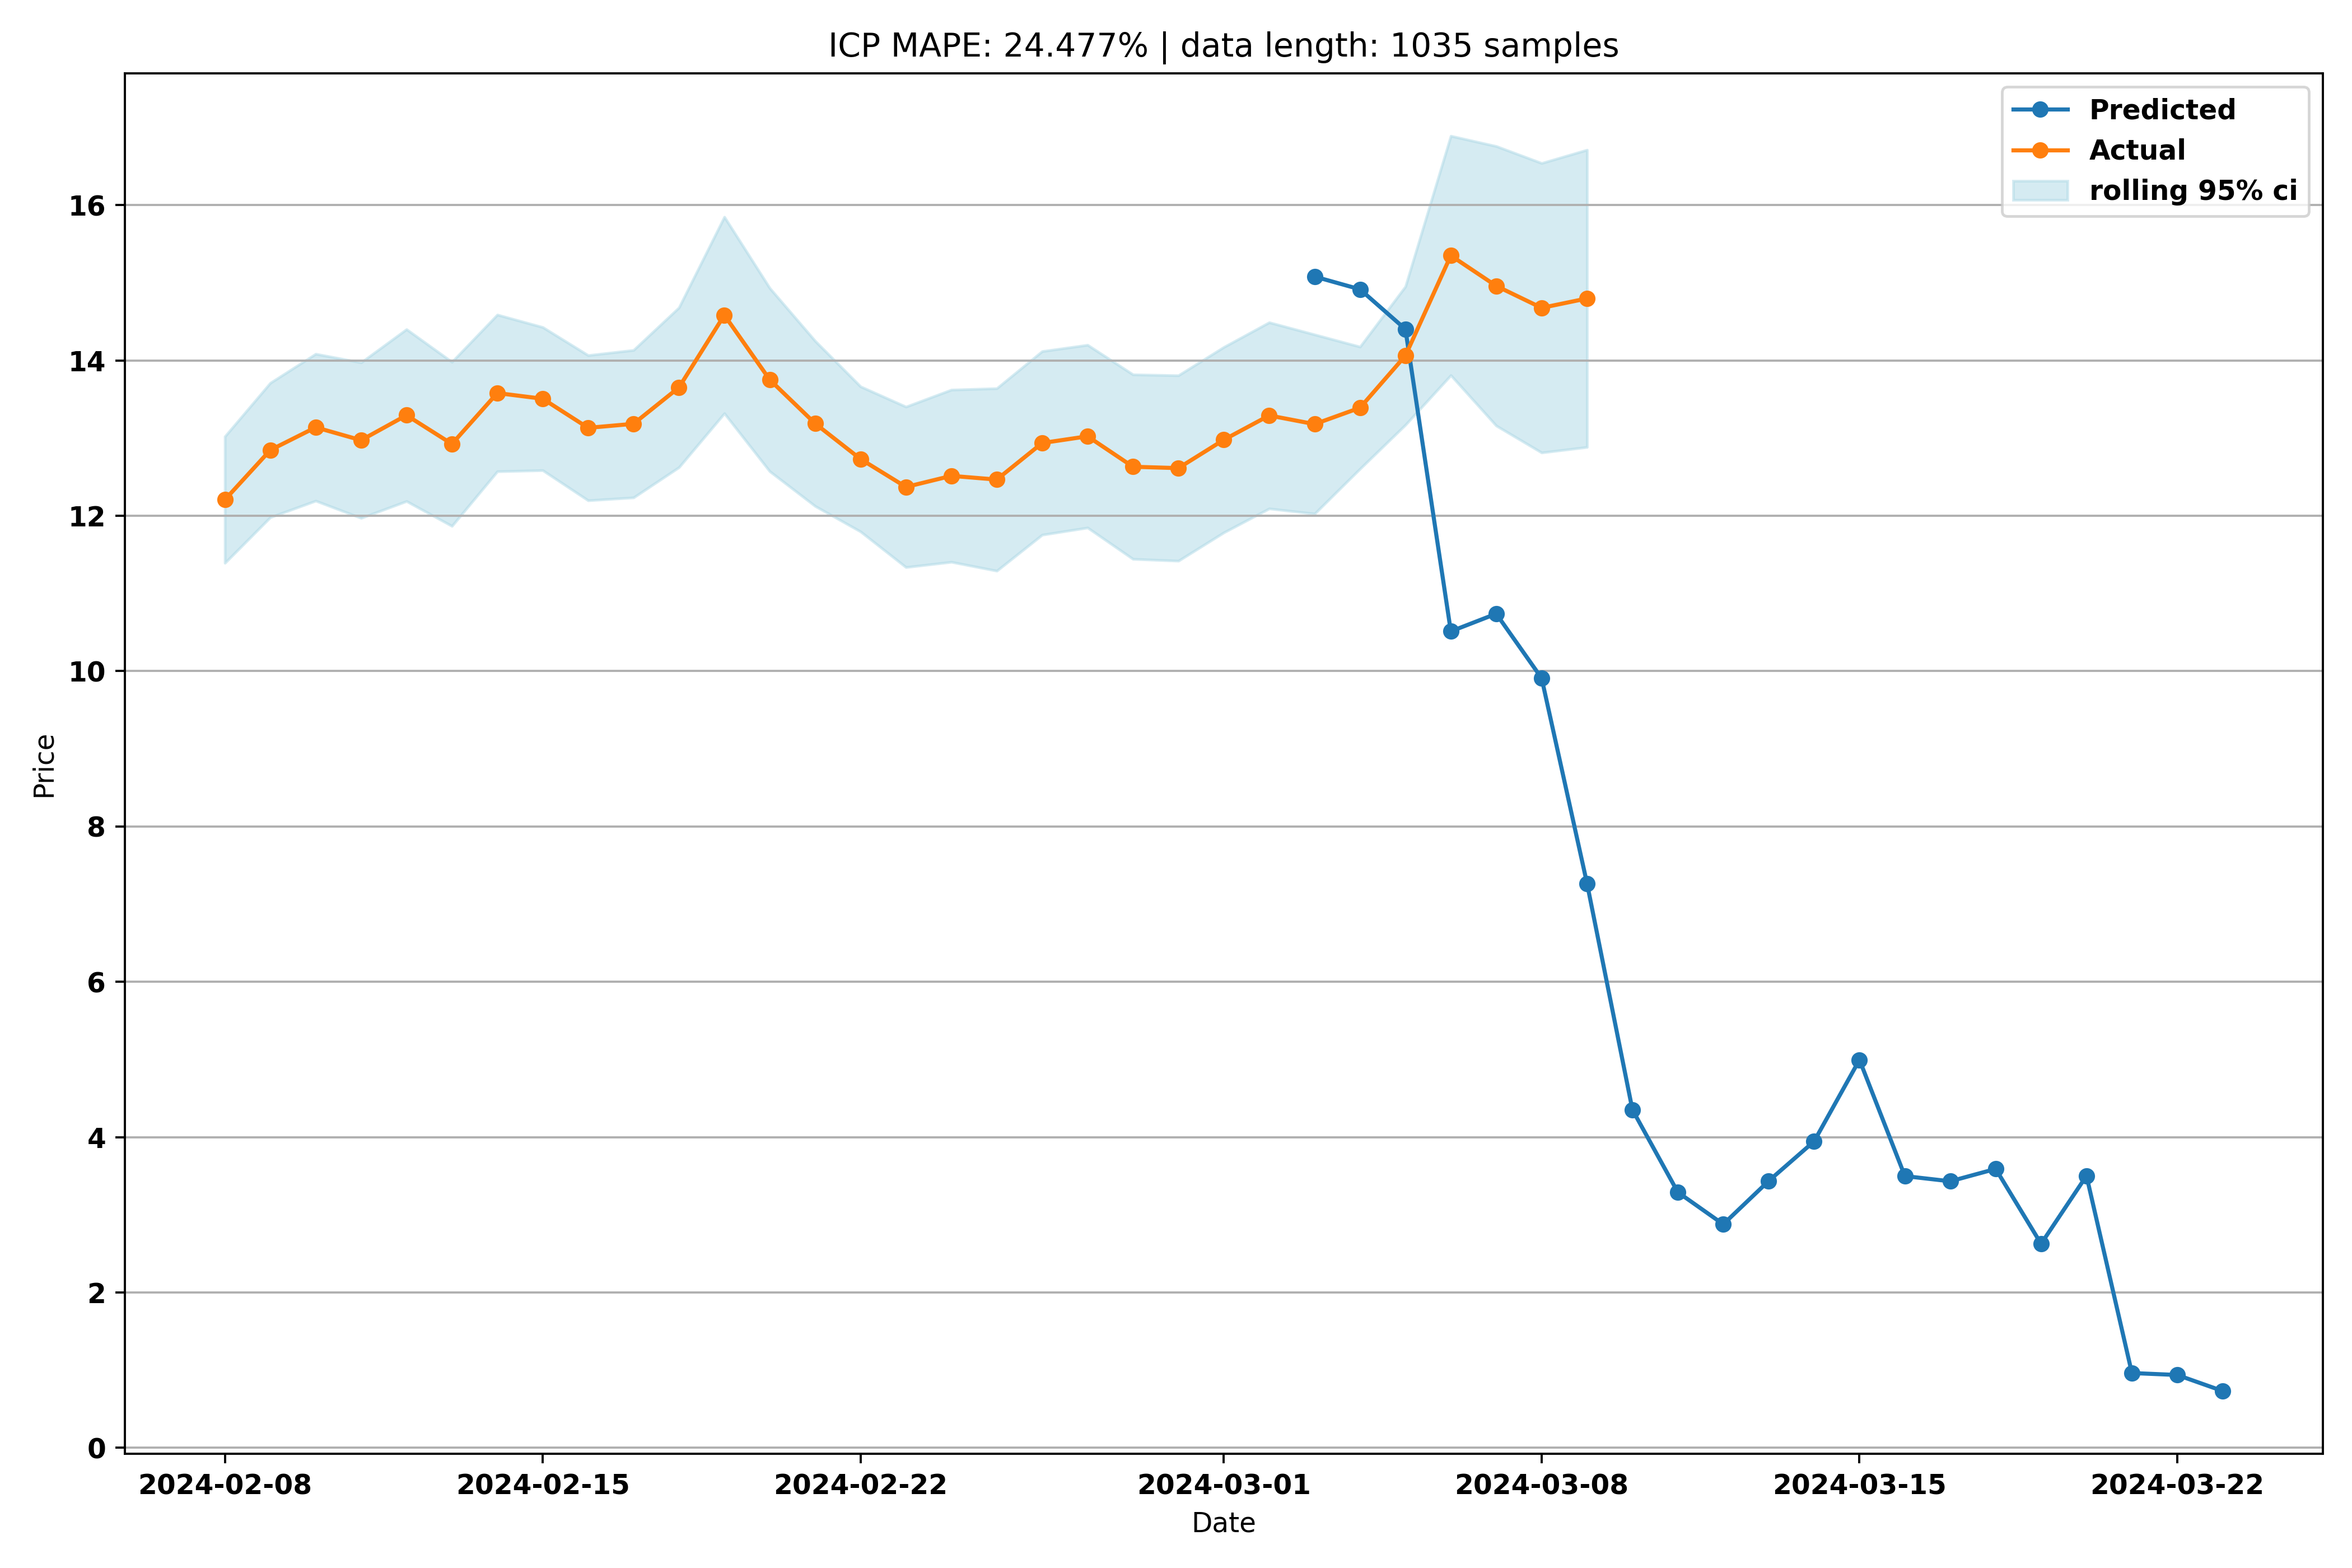 ICP MAPE: 24.477% | data length: 1035 samples
Predicted
Actual
rolling 95% ci
16
14
12
10
8
6
4
2
0
Price
2024-02-08 2024-02-15 2024-02-22 2024-03-01 2024-03-08 2024-03-15 2024-03-22
Date